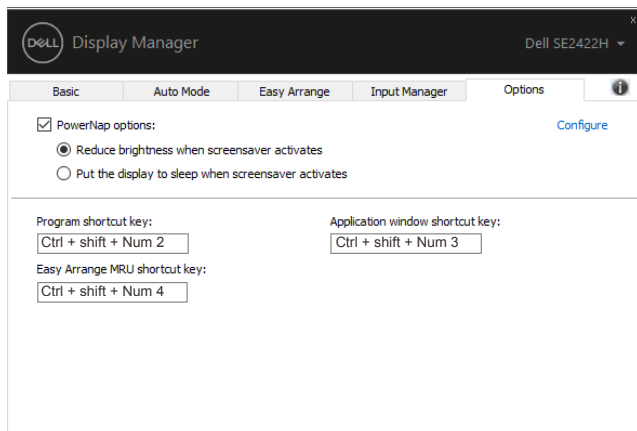 x
DELL Display Manager
Dell SE2422H
Basic Auto Mode Easy Arrange Input Manager Options i
PowerNap options:
Configure
Reduce brightness when screensaver activates
Put the display to sleep when screensaver activates
Program shortcut key:
Application window shortcut key:
Ctrl + shift + Num 2
Ctrl + shift + Num 3
Easy Arrange MRU shortcut key:
Ctrl + shift + Num 4